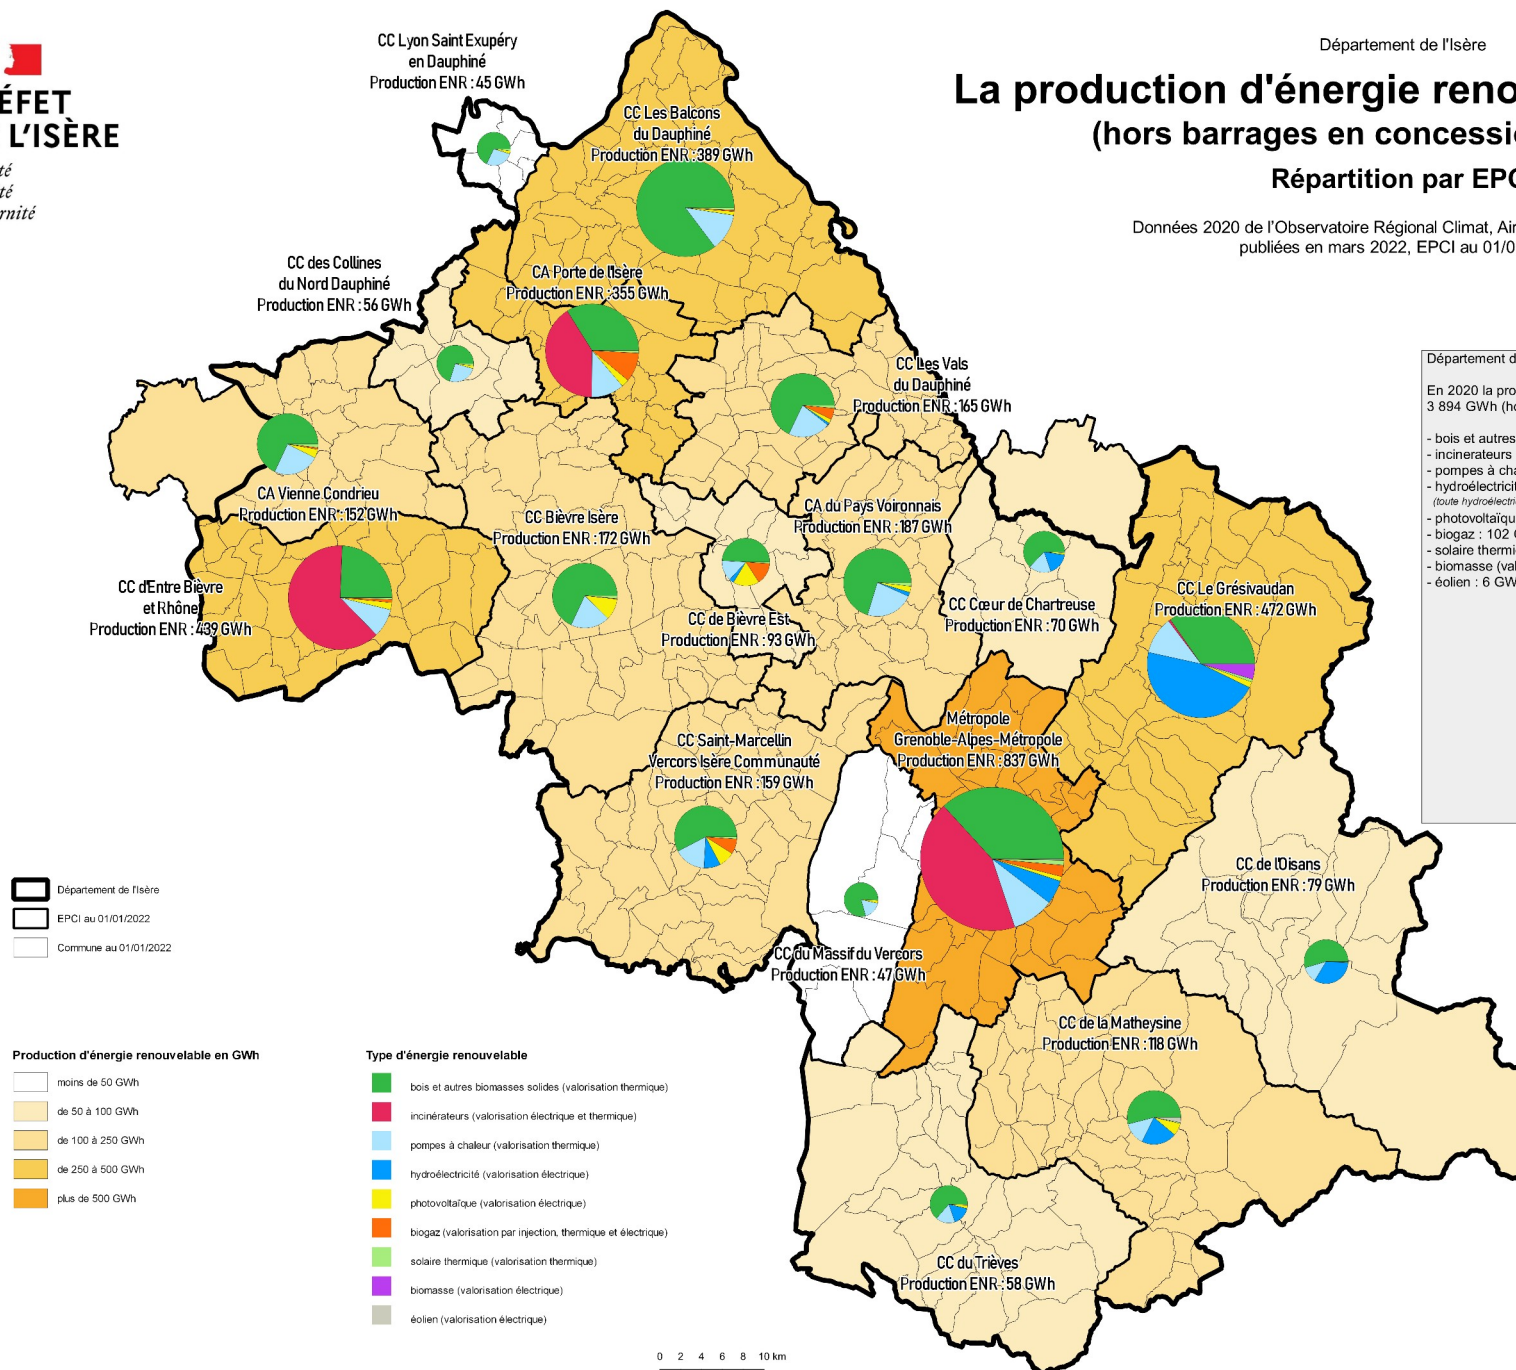 ÉFET
L'ISÈRE
té
té
rnité
Département de l'Isère
La production d'énergie reno
(hors barrages en concessi
Répartition par EPC
Données 2020 de l'Observatoire Régional Climat, Air
publiées en mars 2022, EPCI au 01/0
CC Lyon Saint Exupéry
en Dauphiné
Production ENR : 45 GWh
CC Les Balcons
du Dauphiné
Production ENR : 389 GWh
CC des Collines
du Nord Dauphiné
Production ENR : 56 GWh
CA Porte de l'Isère
Production ENR : 355 GWh
CC Les Vals
du Dauphiné
Production ENR : 165 GWh
CA Vienne Condrieu
Production ENR : 152 GWh
CC Bièvre Isère
Production ENR : 172 GWh
CA du Pays Voironnais
Production ENR : 187 GWh
CC d'Entre Bièvre
et Rhône
Production ENR : 439 GWh
CC de Bièvre Est
Production ENR : 93 GWh
CC Cœur de Chartreuse
Production ENR : 70 GWh
CC Le Grésivaudan
Production ENR : 472 GWh
Métropole
Grenoble-Alpes-Métropole
Production ENR : 837 GWh
CC Saint-Marcellin
Vercors Isère Communauté
Production ENR : 159 GWh
CC de l'Oisans
Production ENR : 79 GWh
CC du Massif du Vercors
Production ENR : 47 GWh
CC de la Matheysine
Production ENR : 118 GWh
CC du Trièves
Production ENR : 58 GWh
Département d
En 2020 la pro
3 894 GWh (ho
- bois et autres
- incinerateurs
- pompes à cha
- hydroélectricit
(toute hydroélectri
- photovoltaïqu
- biogaz : 102 G
- solaire thermi
- biomasse (val
- éolien : 6 GW
Département de l'Isère
EPCI au 01/01/2022
Commune au 01/01/2022
Production d'énergie renouvelable en GWh
moins de 50 GWh
de 50 à 100 GWh
de 100 à 250 GWh
de 250 à 500 GWh
plus de 500 GWh
Type d'énergie renouvelable
bois et autres biomasses solides (valorisation thermique)
incinérateurs (valorisation électrique et thermique)
pompes à chaleur (valorisation thermique)
hydroélectricité (valorisation électrique)
photovoltaïque (valorisation électrique)
biogaz (valorisation par injection, thermique et électrique)
solaire thermique (valorisation thermique)
biomasse (valorisation électrique)
éolien (valorisation électrique)
0 2 4 6 8 10 km